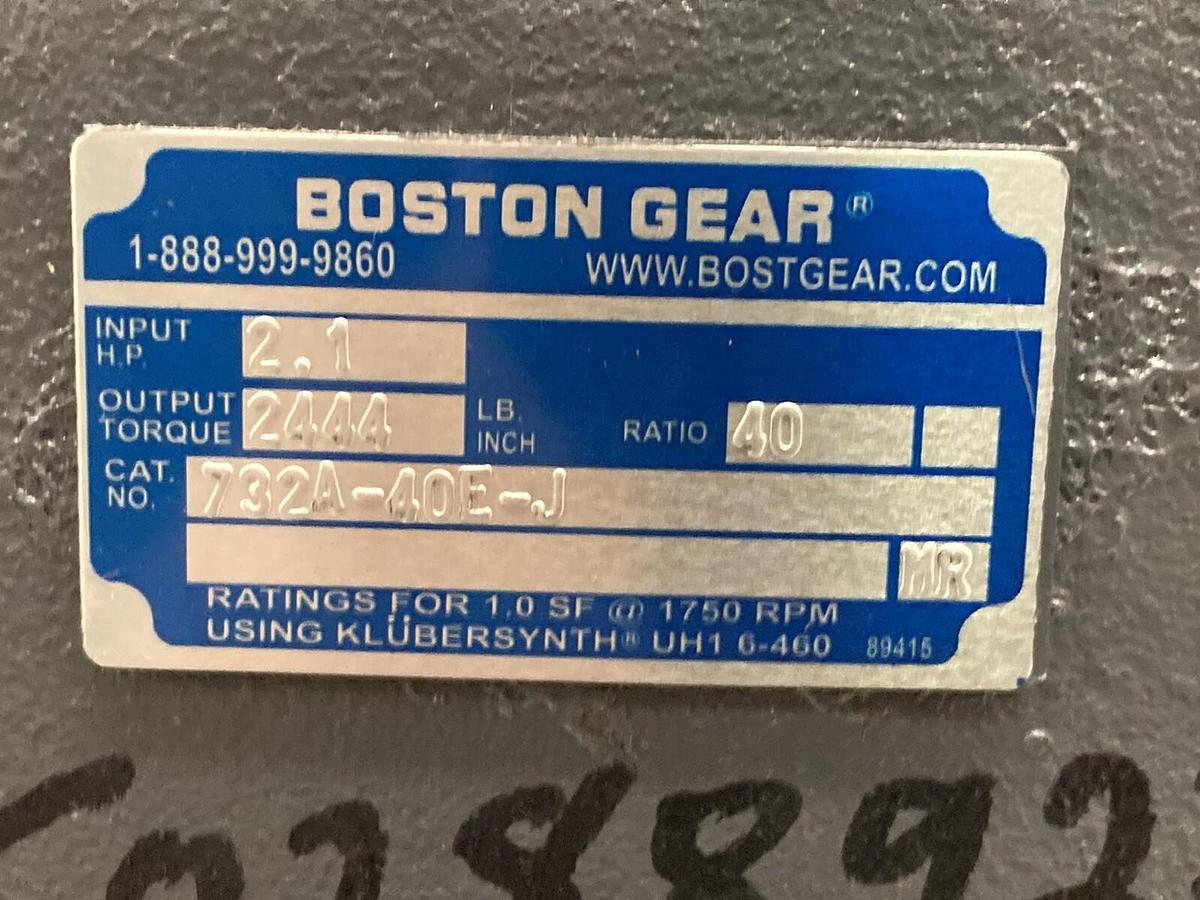 BOSTON GEAR®
1-888-999-9860 WWW.BOSTGEAR.COM
INPUT H.P. 2.1
OUTPUT TORQUE 2444 LB. INCH RATIO 40
CAT. NO. 732A-40E-J
MR
RATINGS FOR 1.0 SF @ 1750 RPM
USING KLÜBERSYNTH® UH1 6-460 89415